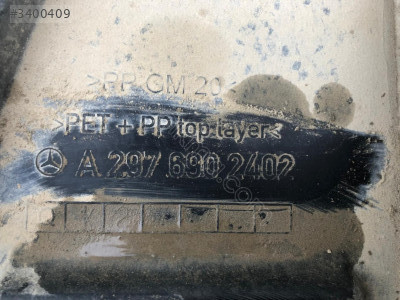 #3400409
>PP GM 20<
>PET + PP top layer<
A 297 690 2402